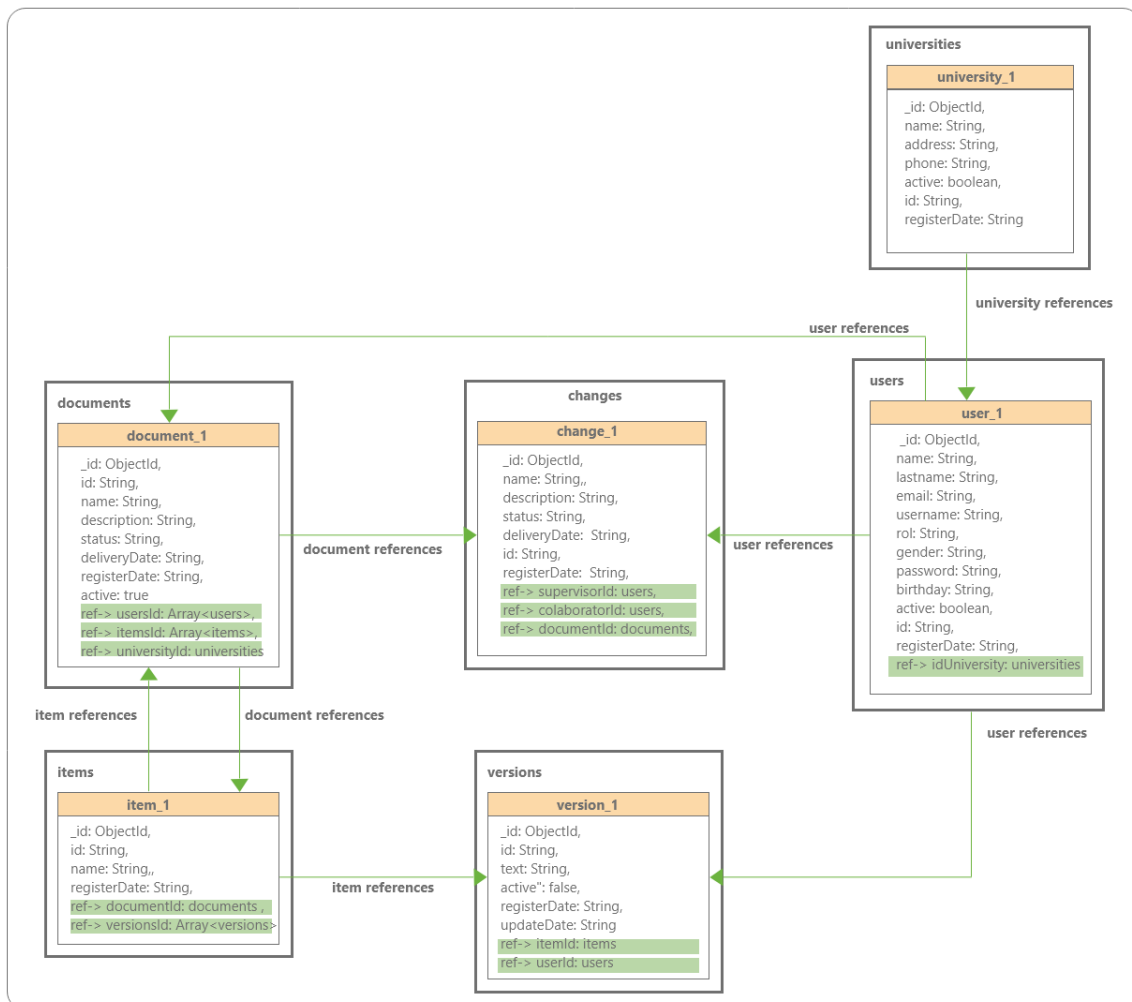 universities
university_1
_id: ObjectId,
name: String,
address: String,
phone: String,
active: boolean,
id: String,
registerDate: String
university references
user references
documents
document_1
_id: ObjectId,
id: String,
name: String,
description: String,
status: String,
deliveryDate: String,
registerDate: String,
active: true
ref-> usersId: Array<users>,
ref-> itemsId: Array<items>,
ref-> universityId: universities
document references
changes
change_1
_id: ObjectId,
name: String,,
description: String,
status: String,
deliveryDate:  String,
id: String,
registerDate:  String,
ref-> supervisorId: users,
ref-> colaboratorId: users,
ref-> documentId: documents,
user references
users
user_1
_id: ObjectId,
name: String,
lastname: String,
email: String,
username: String,
rol: String,
gender: String,
password: String,
birthday: String,
active: boolean,
id: String,
registerDate: String,
ref-> idUniversity: universities
item references
document references
user references
items
item_1
_id: ObjectId,
id: String,
name: String,,
registerDate: String,
ref-> documentId: documents ,
ref-> versionsId: Array<versions>
item references
versions
version_1
_id: ObjectId,
id: String,
text: String,
active": false,
registerDate: String,
updateDate: String
ref-> itemId: items
ref-> userId: users